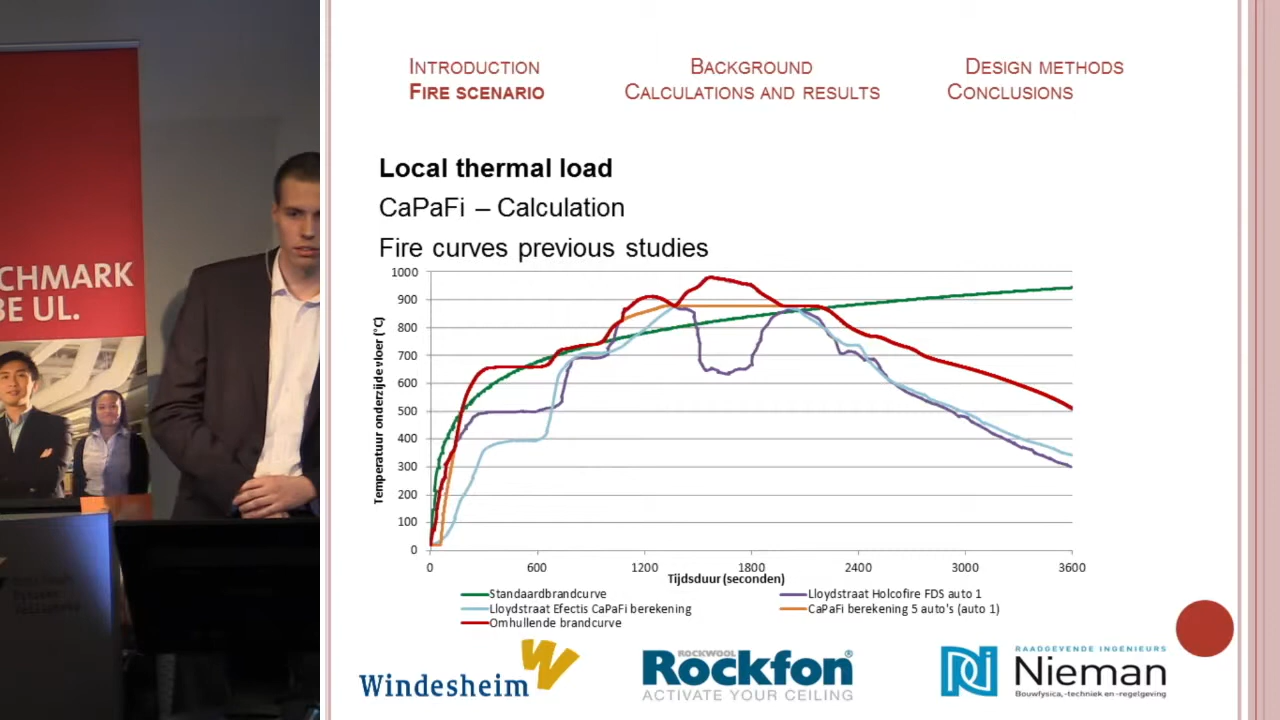 CHMARK
BE UL.
INTRODUCTION BACKGROUND DESIGN METHODS
FIRE SCENARIO CALCULATIONS AND RESULTS CONCLUSIONS
Local thermal load
CaPaFi – Calculation
Fire curves previous studies
1000
900
800
700
600
500
400
300
200
100
0
Temperatuur onderzijde vloer (°C)
0 600 1200 1800 2400 3000 3600
Tijdsduur (seconden)
Standaardbrandcurve
Lloydstraat Holcofire FDS auto 1
Lloydstraat Efectis CaPaFi berekening
CaPaFi berekening 5 auto's (auto 1)
Omhullende brandcurve
Windesheim
ROCKWOOL
Rockfon
ACTIVATE YOUR CEILING
RAADGEVENDE INGENIEURS
Nieman
Bouwfysica, -techniek en -regelgeving